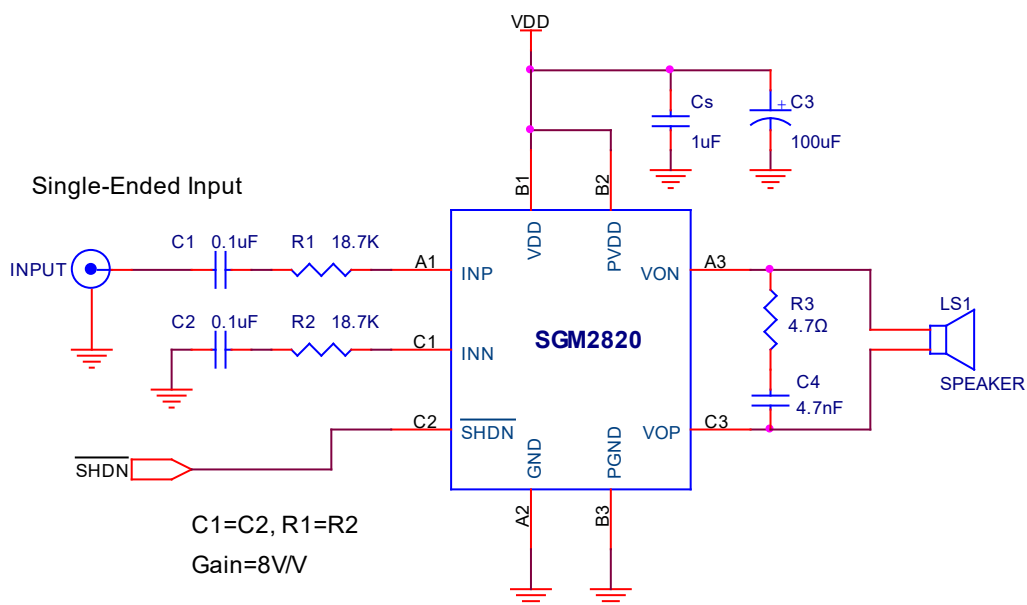 VDD
Cs
1uF
+ C3
100uF
Single-Ended Input
B1
B2
VDD
PVDD
INPUT
C1 0.1uF R1 18.7K
A1
INP
C2 0.1uF R2 18.7K
C1
INN
SGM2820
A3
VON
R3
4.7Ω
C4
4.7nF
LS1
SPEAKER
C2
SHDN
C3
VOP
SHDN
GND
PGND
A2
B3
C1=C2, R1=R2
Gain=8V/V